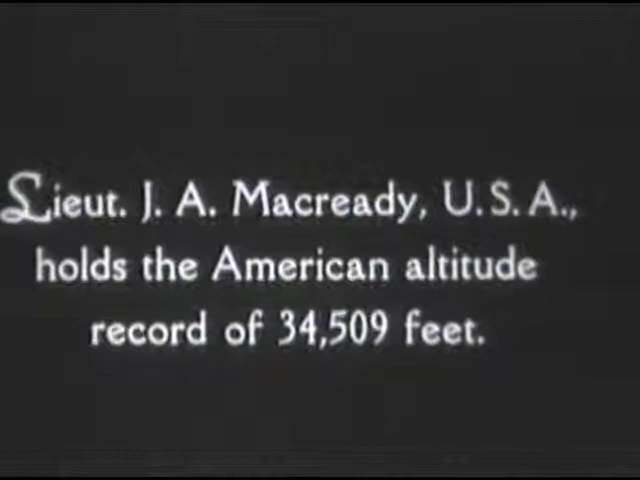 Lieut. J. A. Macready, U.S.A.,
holds the American altitude
record of 34,509 feet.